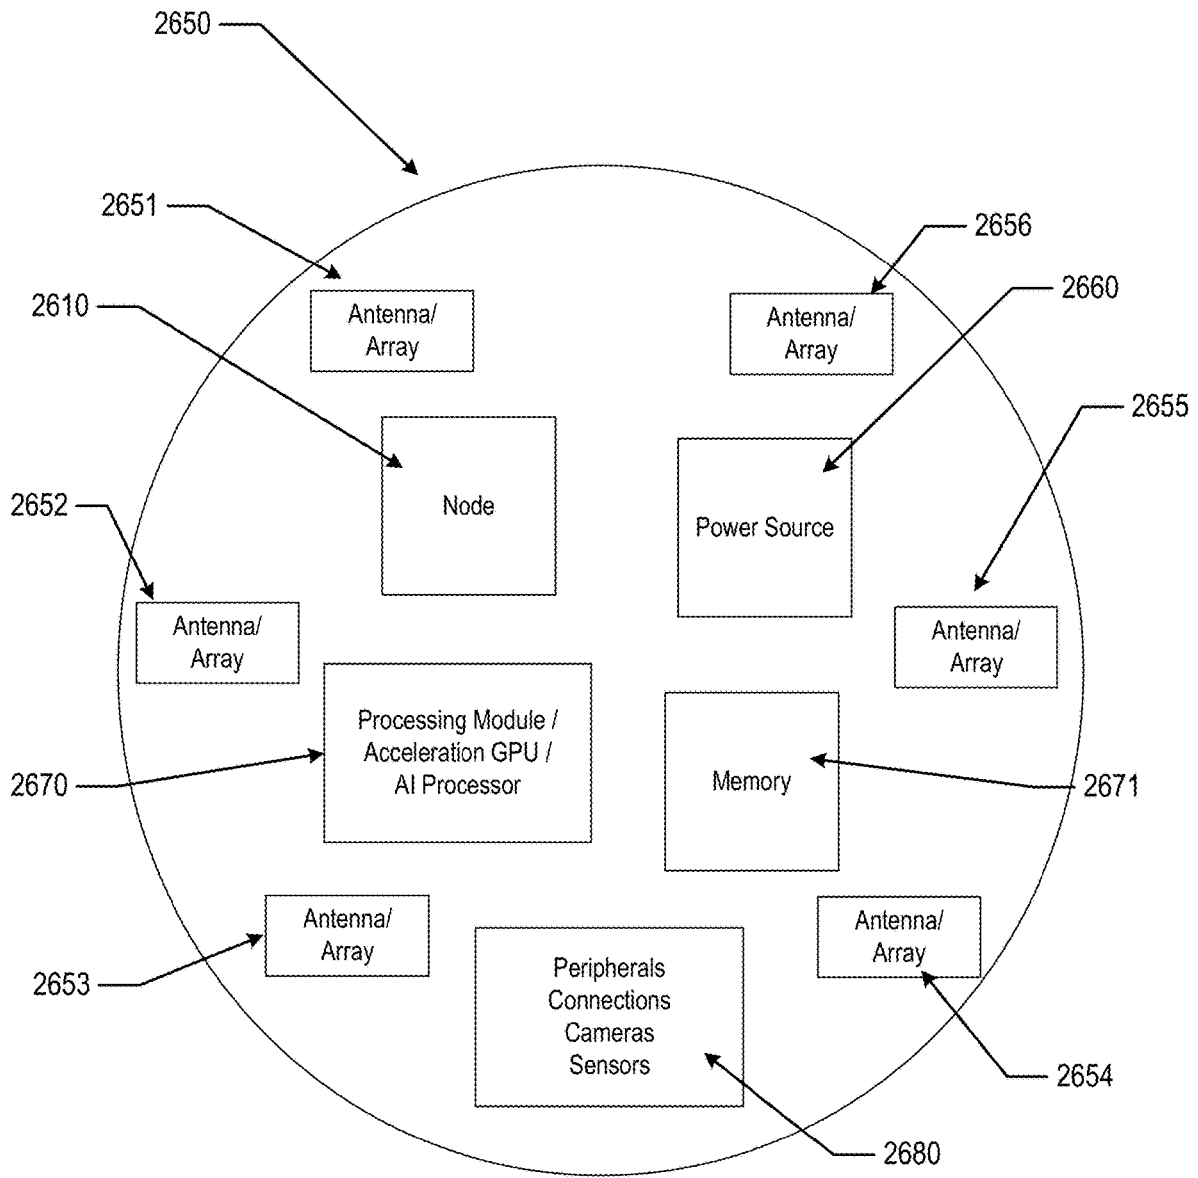 2650
2651
2656
2610
Antenna/
Array
Antenna/
Array
2660
2655
Node
Power Source
2652
Antenna/
Array
Antenna/
Array
Processing Module /
Acceleration GPU /
AI Processor
2670
Memory
2671
Antenna/
Array
Antenna/
Array
2653
Peripherals
Connections
Cameras
Sensors
2654
2680